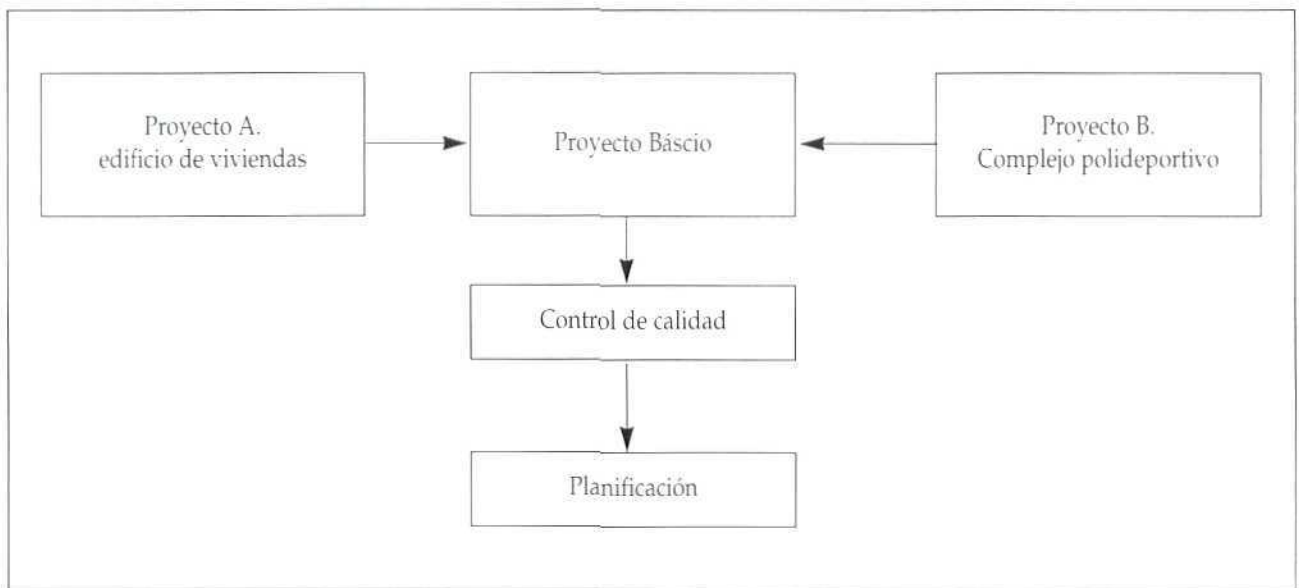 Proyecto A.
edificio de viviendas
Proyecto Báscio
Proyecto B.
Complejo polideportivo
Control de calidad
Planificación